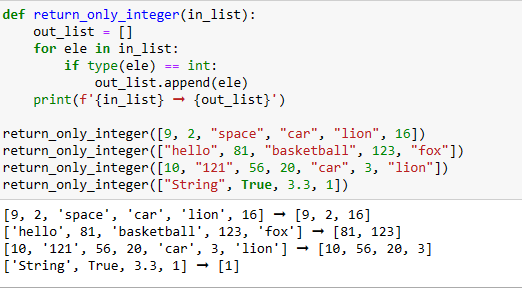 def return_only_integer(in_list):
    out_list = []
    for ele in in_list:
        if type(ele) == int:
            out_list.append(ele)
    print(f'{in_list} ➞ {out_list}')

return_only_integer([9, 2, "space", "car", "lion", 16])
return_only_integer(["hello", 81, "basketball", 123, "fox"])
return_only_integer([10, "121", 56, 20, "car", 3, "lion"])
return_only_integer(["String", True, 3.3, 1])
[9, 2, 'space', 'car', 'lion', 16] ➞ [9, 2, 16]
['hello', 81, 'basketball', 123, 'fox'] ➞ [81, 123]
[10, '121', 56, 20, 'car', 3, 'lion'] ➞ [10, 56, 20, 3]
['String', True, 3.3, 1] ➞ [1]